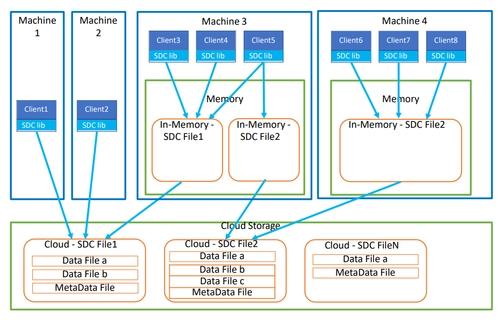 Machine
1
Machine
2
Machine 3
Machine 4
Client1
SDC lib
Client2
SDC lib
Client3
SDC lib
Client4
SDC lib
Client5
SDC lib
Client6
SDC lib
Client7
SDC lib
Client8
SDC lib
Memory
In-Memory -
SDC File1
In-Memory -
SDC File2
Memory
In-Memory - SDC File2
Cloud Storage
Cloud - SDC File1
Data File a
Data File b
MetaData File
Cloud - SDC File2
Data File a
Data File b
Data File c
MetaData File
Cloud - SDC FileN
Data File a
MetaData File